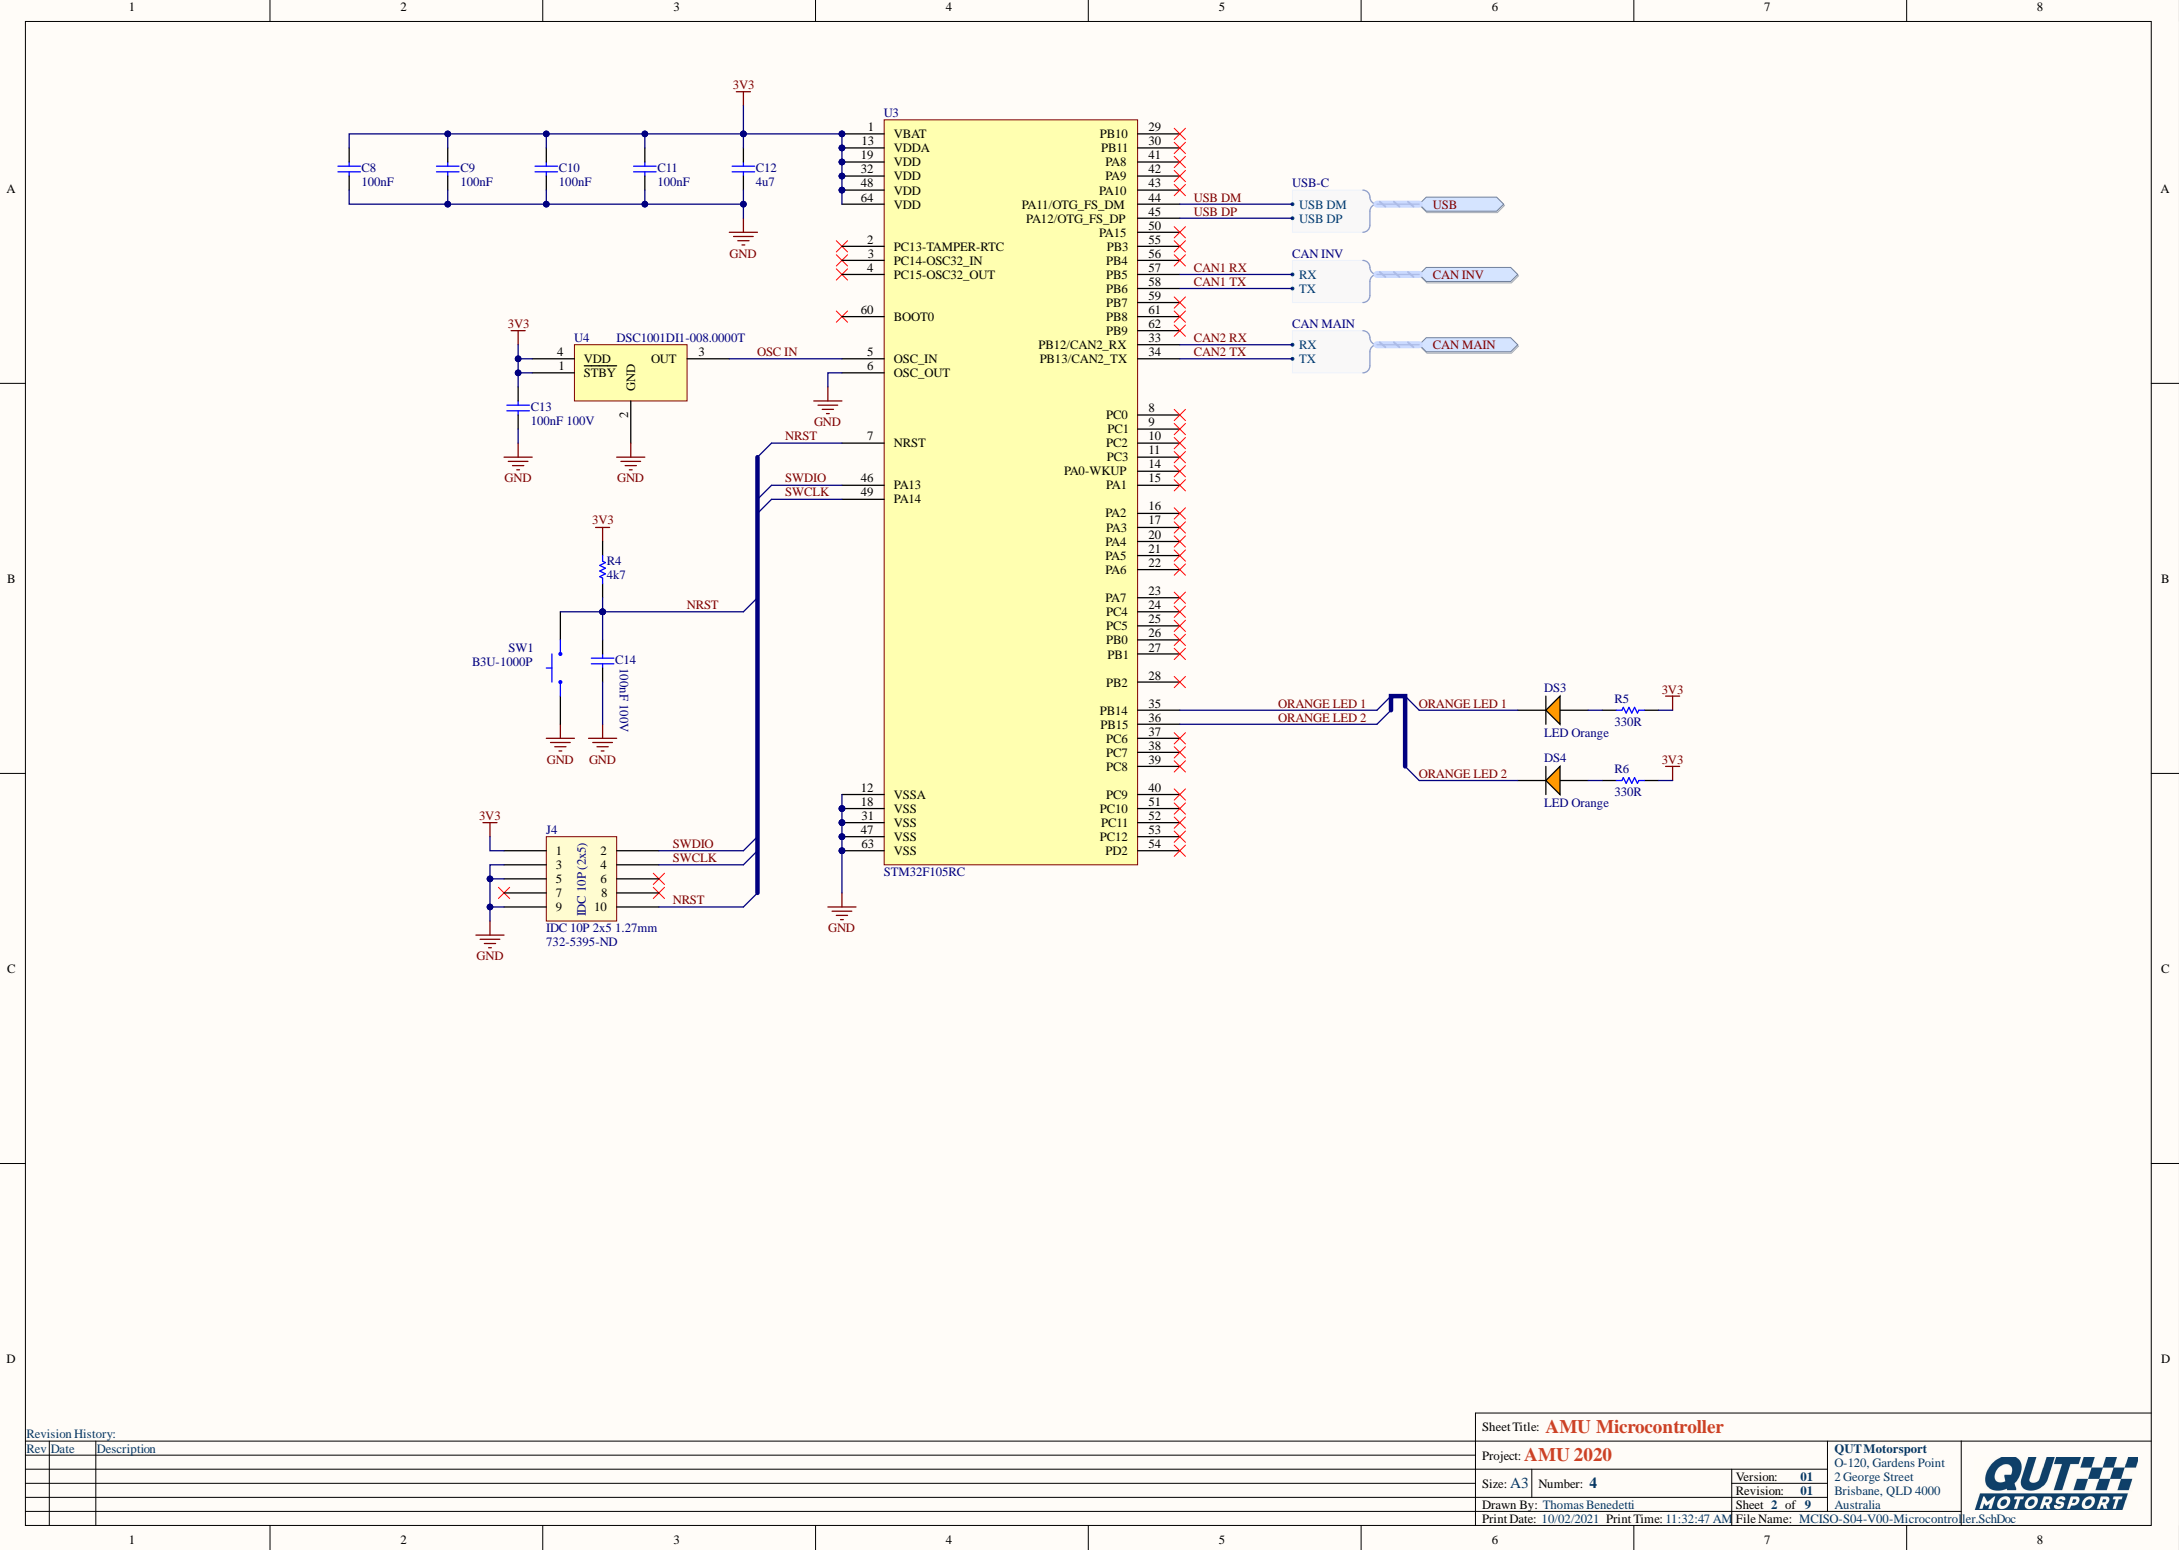 1 2 3 4 5 6 7 8
A
B
C
D
A
B
C
D
3V3
C8
100nF
C9
100nF
C10
100nF
C11
100nF
C12
4u7
GND
U3
1 VBAT
13 VDDA
19 VDD
32 VDD
48 VDD
64 VDD
2 PC13-TAMPER-RTC
3 PC14-OSC32_IN
4 PC15-OSC32_OUT
60 BOOT0
5 OSC_IN
6 OSC_OUT
7 NRST
46 PA13
49 PA14
12 VSSA
18 VSS
31 VSS
47 VSS
63 VSS
STM32F105RC
GND
PB10 29
PB11 30
PA8 41
PA9 42
PA10 43
PA11/OTG_FS_DM 44
PA12/OTG_FS_DP 45
PA15 50
PB3 55
PB4 56
PB5 57
PB6 58
PB7 59
PB8 61
PB9 62
PB12/CAN2_RX 33
PB13/CAN2_TX 34
PC0 8
PC1 9
PC2 10
PC3 11
PA0-WKUP 14
PA1 15
PA2 16
PA3 17
PA4 20
PA5 21
PA6 22
PA7 23
PC4 24
PC5 25
PB0 26
PB1 27
PB2 28
PB14 35
PB15 36
PC6 37
PC7 38
PC8 39
PC9 40
PC10 51
PC11 52
PC12 53
PD2 54
USB-C
USB DM USB DM
USB DP USB DP
USB
CAN INV
CAN1 RX RX
CAN1 TX TX
CAN INV
CAN MAIN
CAN2 RX RX
CAN2 TX TX
CAN MAIN
3V3
U4 DSC1001DI1-008.0000T
4 VDD OUT 3
1 STBY
GND
2
OSC IN
C13
100nF 100V
GND
GND
GND
NRST
SWDIO
SWCLK
3V3
R4
4k7
NRST
SW1
B3U-1000P
C14
100nF 100V
GND GND
3V3
J4
IDC 10P (2x5)
1 2 SWDIO
3 4 SWCLK
5 6
7 8
9 10 NRST
IDC 10P 2x5 1.27mm
732-5395-ND
GND
ORANGE LED 1
ORANGE LED 2
ORANGE LED 1
DS3
LED Orange
R5
330R
3V3
ORANGE LED 2
DS4
LED Orange
R6
330R
3V3
Revision History:
Rev Date Description
Sheet Title: AMU Microcontroller
Project: AMU 2020
Size: A3 Number: 4
Version: 01
Revision: 01
Drawn By: Thomas Benedetti
Sheet 2 of 9
Print Date: 10/02/2021 Print Time: 11:32:47 AM
File Name: MCISO-S04-V00-Microcontroller.SchDoc
QUT Motorsport
O-120, Gardens Point
2 George Street
Brisbane, QLD 4000
Australia
QUT
MOTORSPORT
1 2 3 4 5 6 7 8